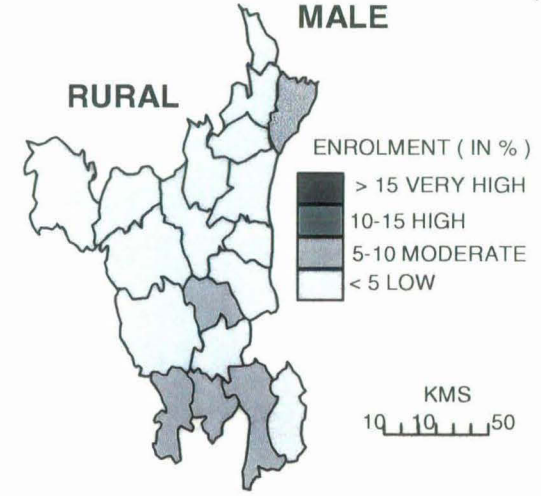 MALE
RURAL
ENROLMENT ( IN % )
> 15 VERY HIGH
10-15 HIGH
5-10 MODERATE
< 5 LOW
KMS
10 10 50